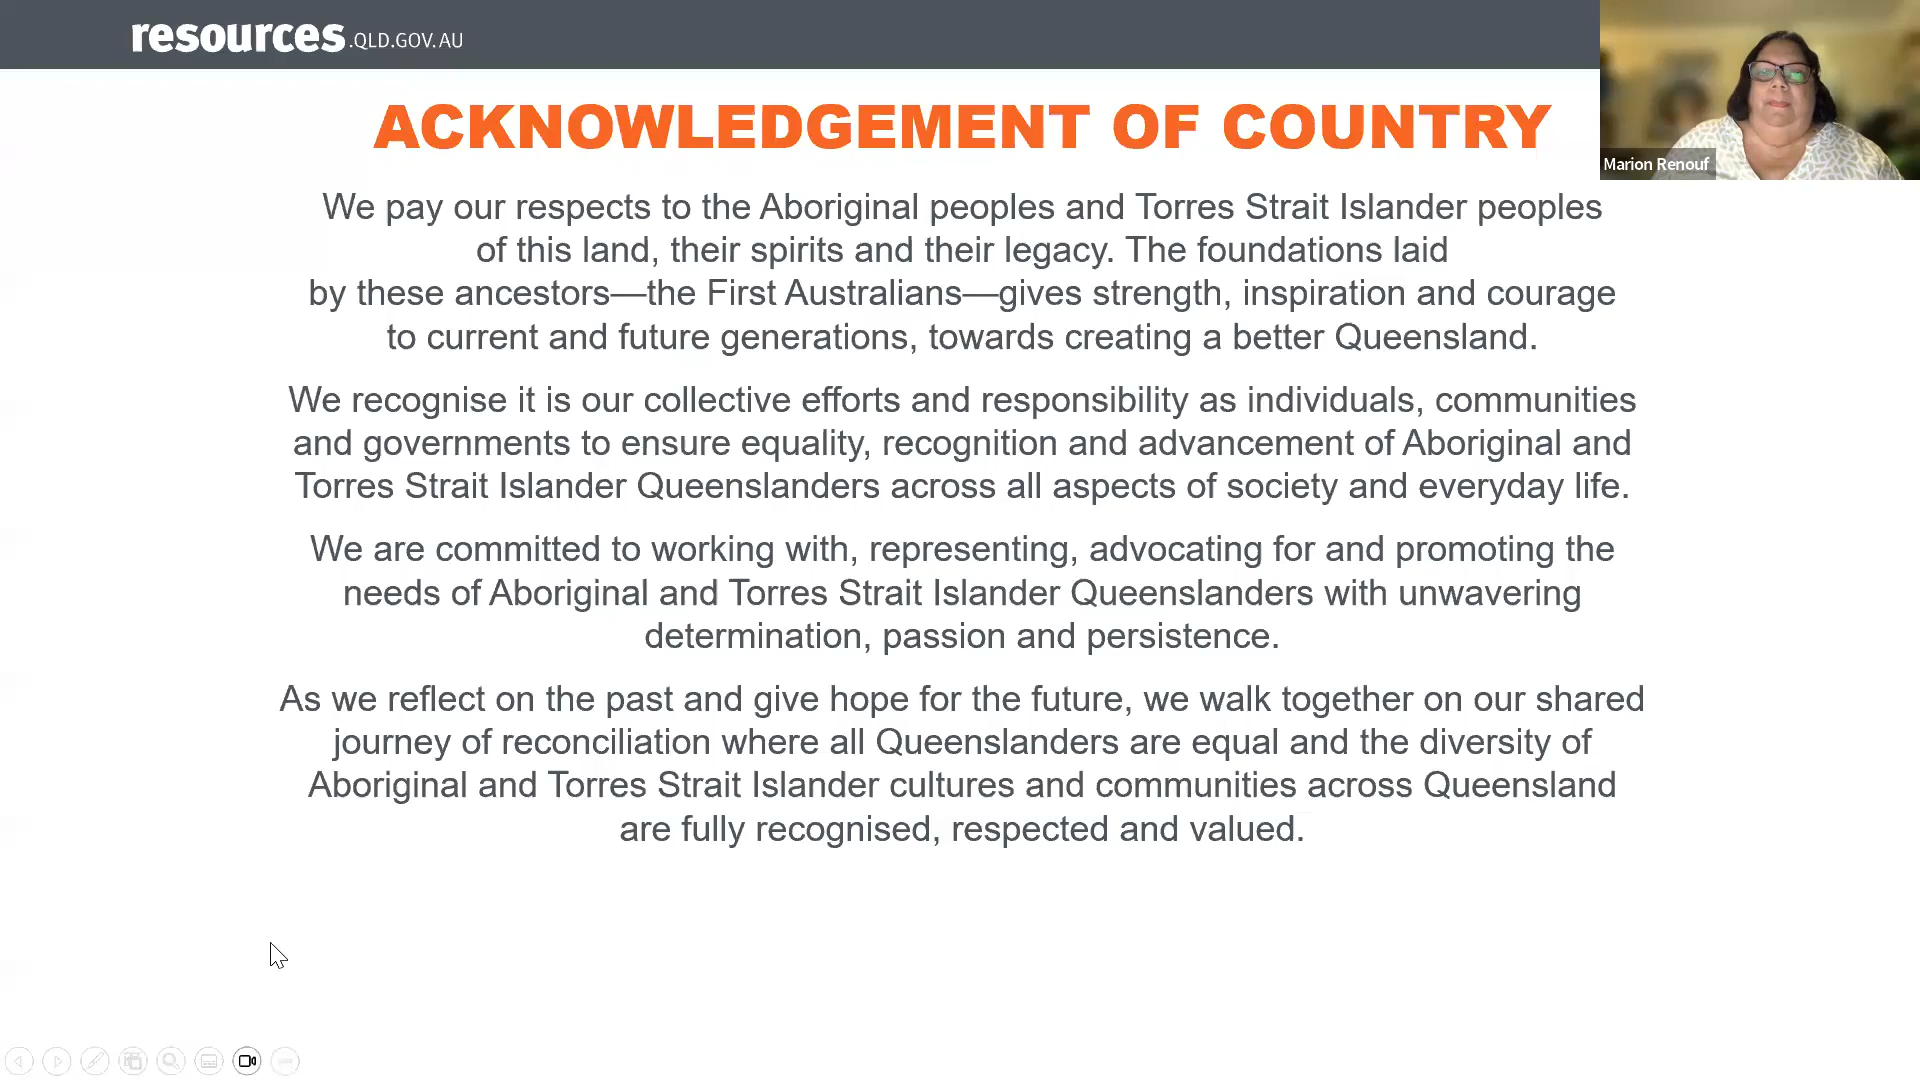 resources.QLD.GOV.AU
ACKNOWLEDGEMENT OF COUNTRY
Marion Renouf
We pay our respects to the Aboriginal peoples and Torres Strait Islander peoples
of this land, their spirits and their legacy. The foundations laid
by these ancestors—the First Australians—gives strength, inspiration and courage
to current and future generations, towards creating a better Queensland.
We recognise it is our collective efforts and responsibility as individuals, communities
and governments to ensure equality, recognition and advancement of Aboriginal and
Torres Strait Islander Queenslanders across all aspects of society and everyday life.
We are committed to working with, representing, advocating for and promoting the
needs of Aboriginal and Torres Strait Islander Queenslanders with unwavering
determination, passion and persistence.
As we reflect on the past and give hope for the future, we walk together on our shared
journey of reconciliation where all Queenslanders are equal and the diversity of
Aboriginal and Torres Strait Islander cultures and communities across Queensland
are fully recognised, respected and valued.